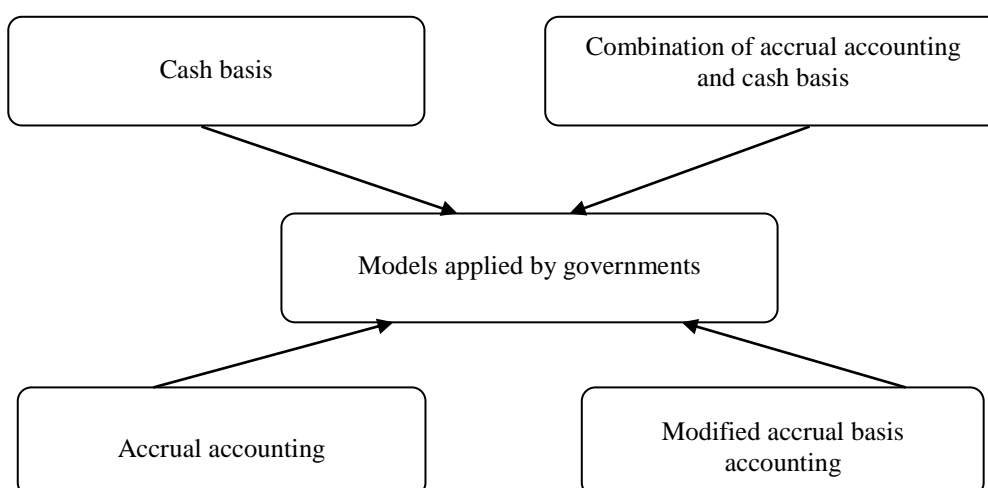 Cash basis
Combination of accrual accounting
and cash basis
Models applied by governments
Accrual accounting
Modified accrual basis
accounting